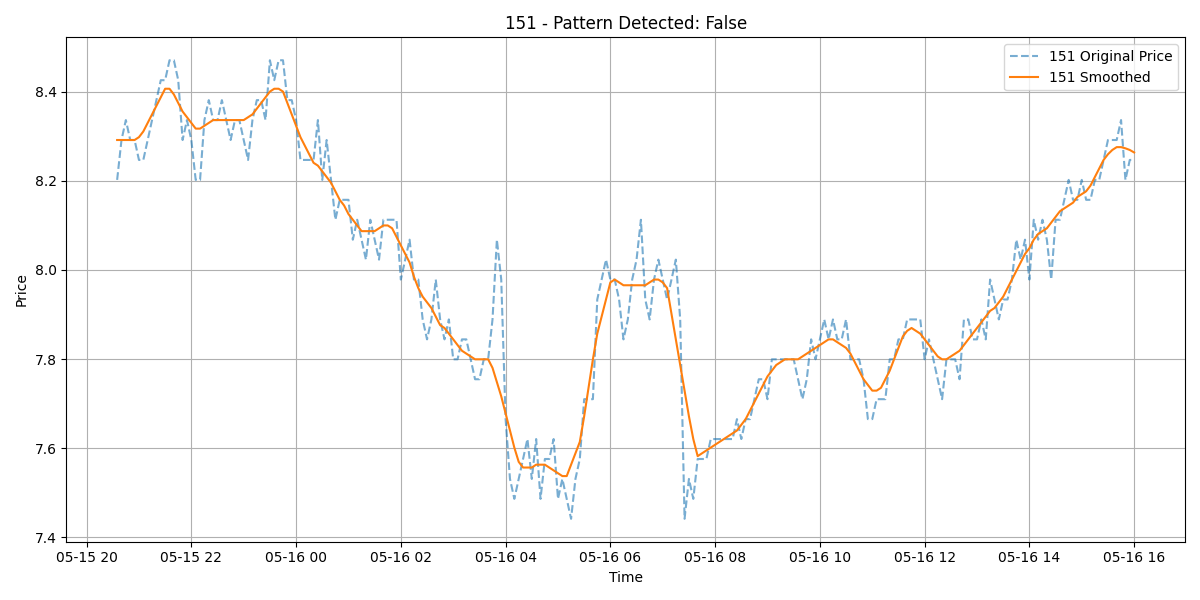 151 - Pattern Detected: False
151 Original Price
151 Smoothed
Price
8.4
8.2
8.0
7.8
7.6
7.4
05-15 20 05-15 22 05-16 00 05-16 02 05-16 04 05-16 06 05-16 08 05-16 10 05-16 12 05-16 14 05-16 16
Time